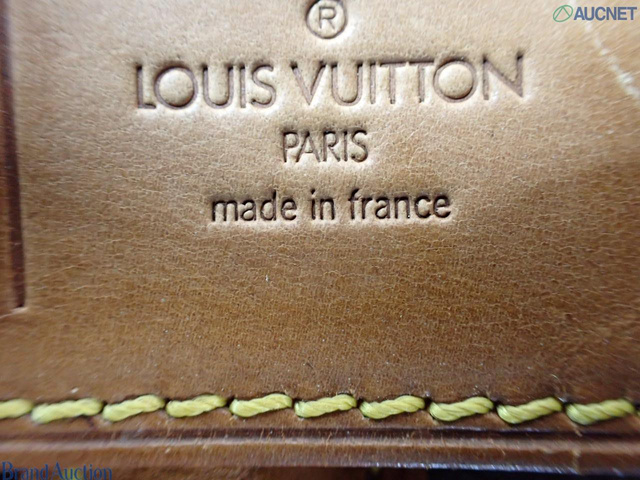 AUCNET
®
LOUIS VUITTON
PARIS
made in france
Brand Auction